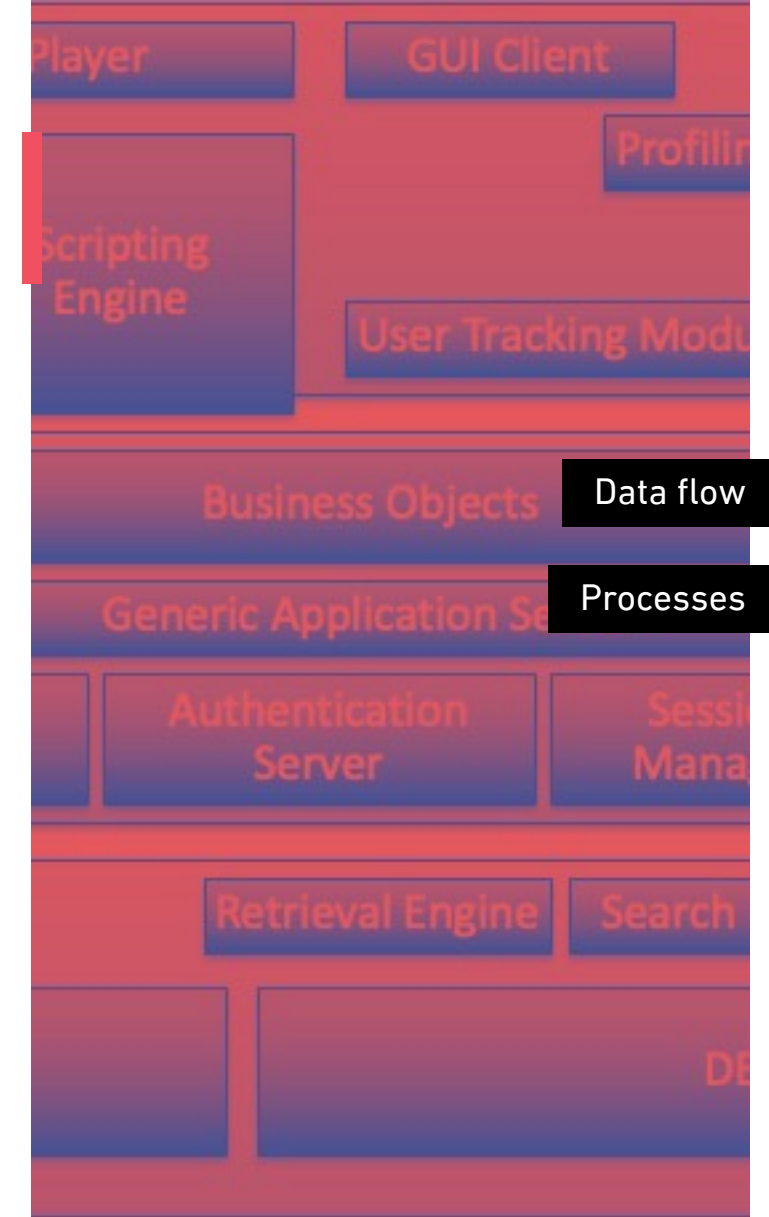 Player
GUI Client
Profilin
Scripting
Engine
User Tracking Modu
Business Objects
Data flow
Generic Application Se
Processes
Authentication
Server
Sessi
Mana
Retrieval Engine
Search
DB